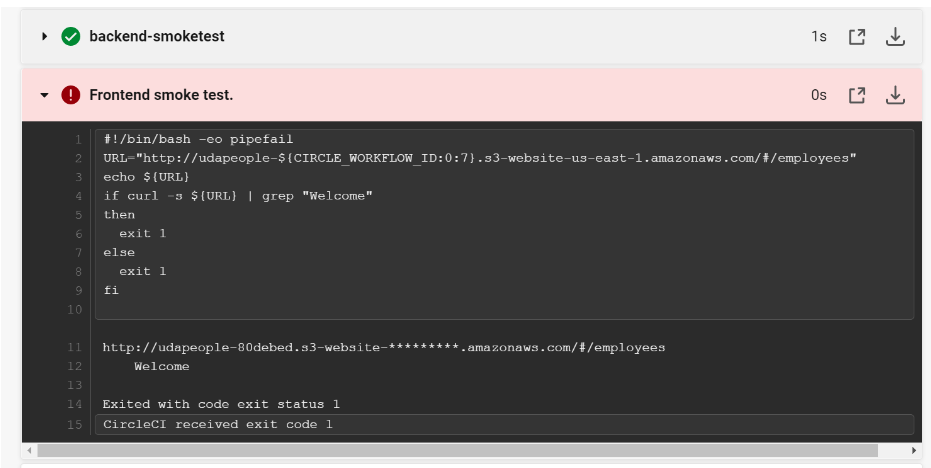 backend-smoketest 1s
Frontend smoke test. 0s
1 #!/bin/bash -eo pipefail
2 URL="http://udapeople-${CIRCLE_WORKFLOW_ID:0:7}.s3-website-us-east-1.amazonaws.com/#/employees"
3 echo ${URL}
4 if curl -s ${URL} | grep "Welcome"
5 then
6 exit 1
7 else
8 exit 1
9 fi
10
11 http://udapeople-80debed.s3-website-*********.amazonaws.com/#/employees
12 Welcome
13
14 Exited with code exit status 1
15 CircleCI received exit code 1